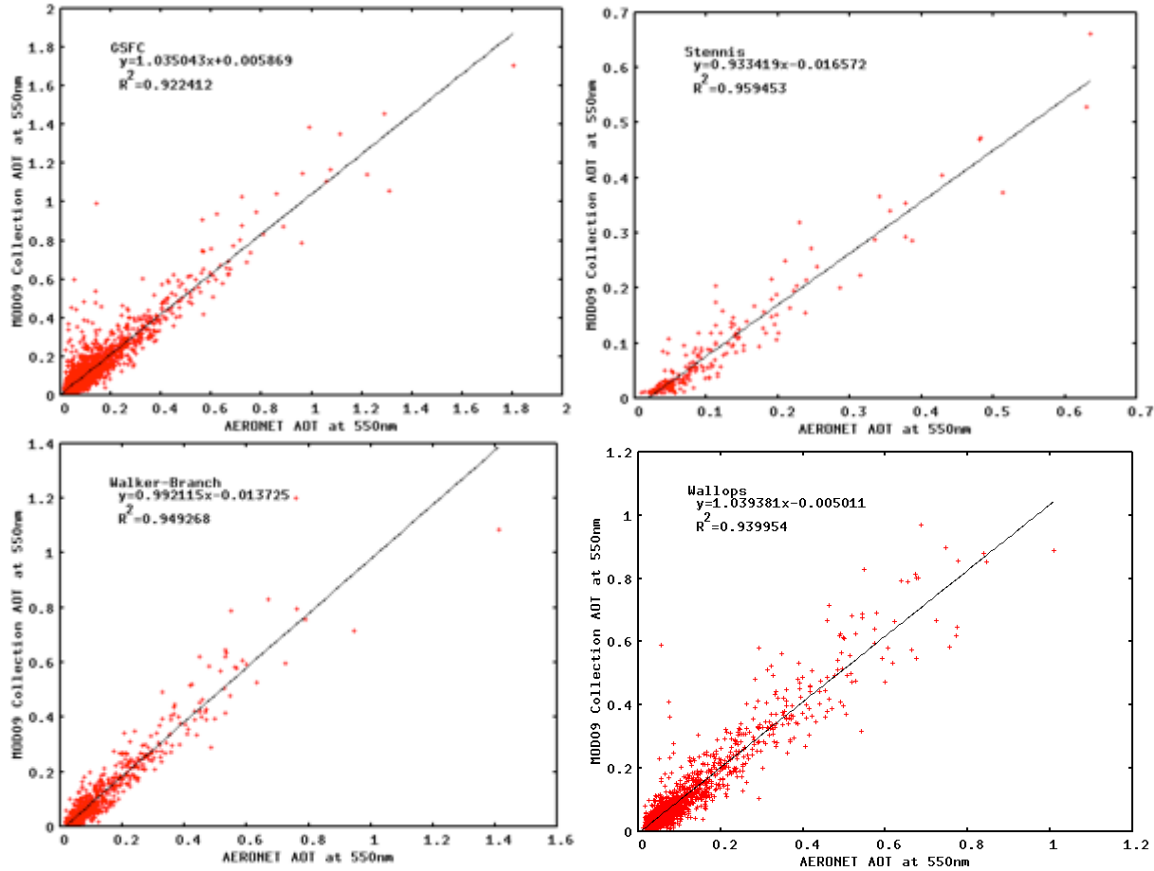 2
1.8
1.6
1.4
1.2
1
0.8
0.6
0.4
0.2
0
MOD09 Collection AOT at 550nm
GSFC
y=1.035043x+0.005869
R2=0.922412
0 0.2 0.4 0.6 0.8 1 1.2 1.4 1.6 1.8 2
AERONET AOT at 550nm
0.7
0.6
0.5
0.4
0.3
0.2
0.1
0
MOD09 Collection AOT at 550nm
Stennis
y=0.933419x-0.016572
R2=0.959453
0.1 0.2 0.3 0.4 0.5 0.6 0.7
AERONET AOT at 550nm
1.4
1.2
1
0.8
0.6
0.4
0.2
0
MOD09 Collection AOT at 550nm
Walker-Branch
y=0.992115x-0.013725
R2=0.949268
0 0.2 0.4 0.6 0.8 1 1.2 1.4 1.6
AERONET AOT at 550nm
1.2
1
0.8
0.6
0.4
0.2
0
MOD09 Collection AOT at 550nm
Wallops
y=1.039381x-0.005011
R2=0.939954
0 0.2 0.4 0.6 0.8 1 1.2
AERONET AOT at 550nm